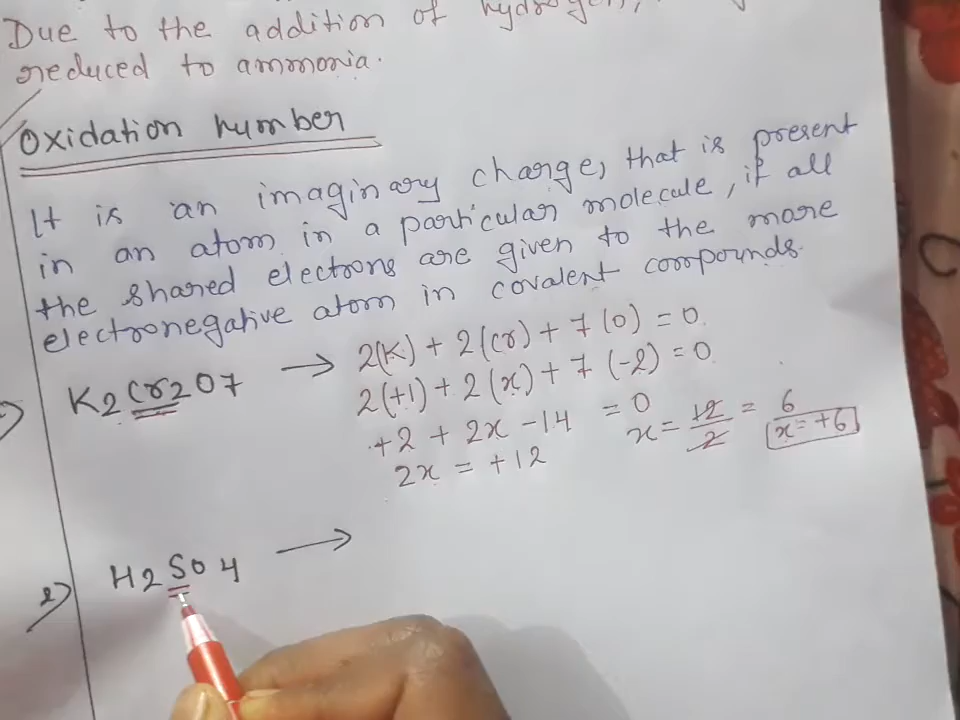 Due to the addition of hydrogen,
reduced to ammonia.
Oxidation number
It is an imaginary charge, that is present
in an atom in a particular molecule, if all
the shared electrons are given to the more
electronegative atom in covalent compounds.
K2Cr2O7 → 2(K) + 2(Cr) + 7(O) = 0
2(+1) + 2(x) + 7(-2) = 0
+2 + 2x - 14 = 0
2x = +12 x = 12/2 = 6
x = +6
2) H2SO4 →